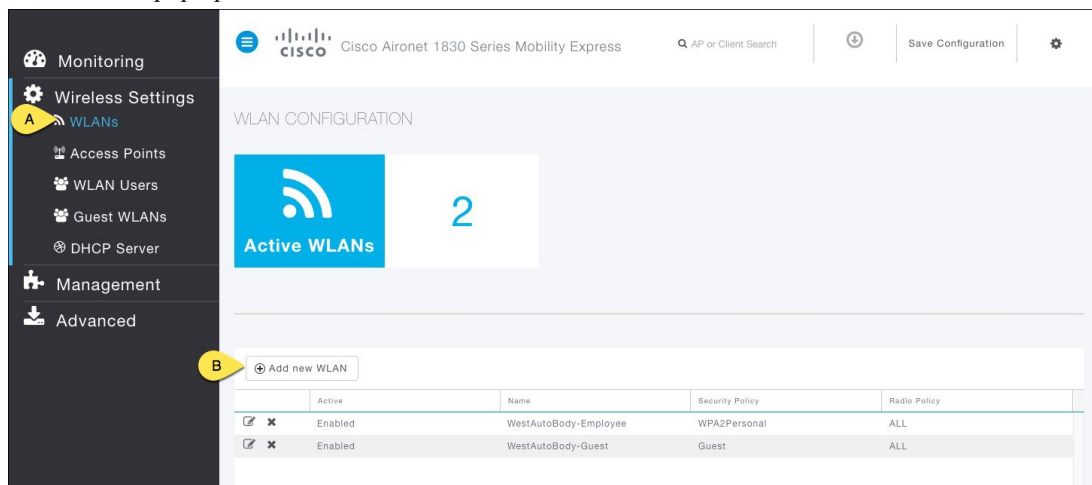 Monitoring
Wireless Settings
A
WLANs
Access Points
WLAN Users
Guest WLANs
DHCP Server
Management
Advanced
CISCO Cisco Aironet 1830 Series Mobility Express
AP or Client Search
Save Configuration
WLAN CONFIGURATION
Active WLANs
2
B
Add new WLAN
Active Name Security Policy Radio Policy
Enabled WestAutoBody-Employee WPA2Personal ALL
Enabled WestAutoBody-Guest Guest ALL